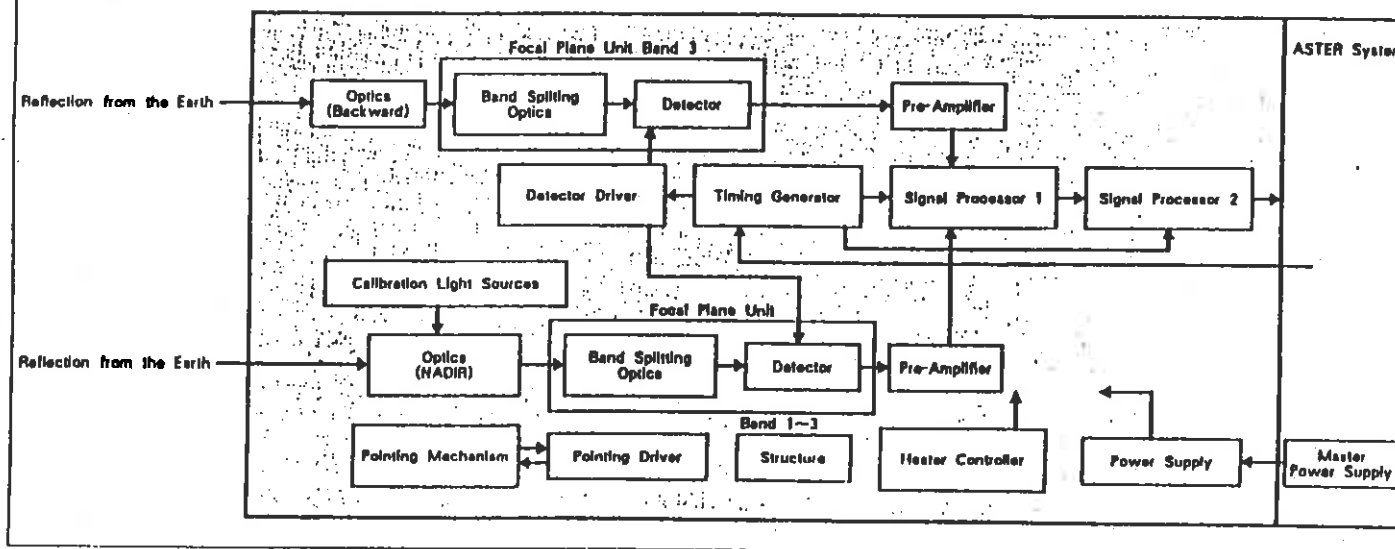 Focal Plane Unit Band 3
ASTER System
Reflection from the Earth
Optics
(Backward)
Band Spliting
Optics
Detector
Pre-Amplifier
Detector Driver
Timing Generator
Signal Processor 1
Signal Processor 2
Calibration Light Sources
Focal Plane Unit
Reflection from the Earth
Optics
(NADIR)
Band Splitting
Optics
Detector
Pre-Amplifier
Band 1~3
Pointing Mechanism
Pointing Driver
Structure
Heater Controller
Power Supply
Master
Power Supply